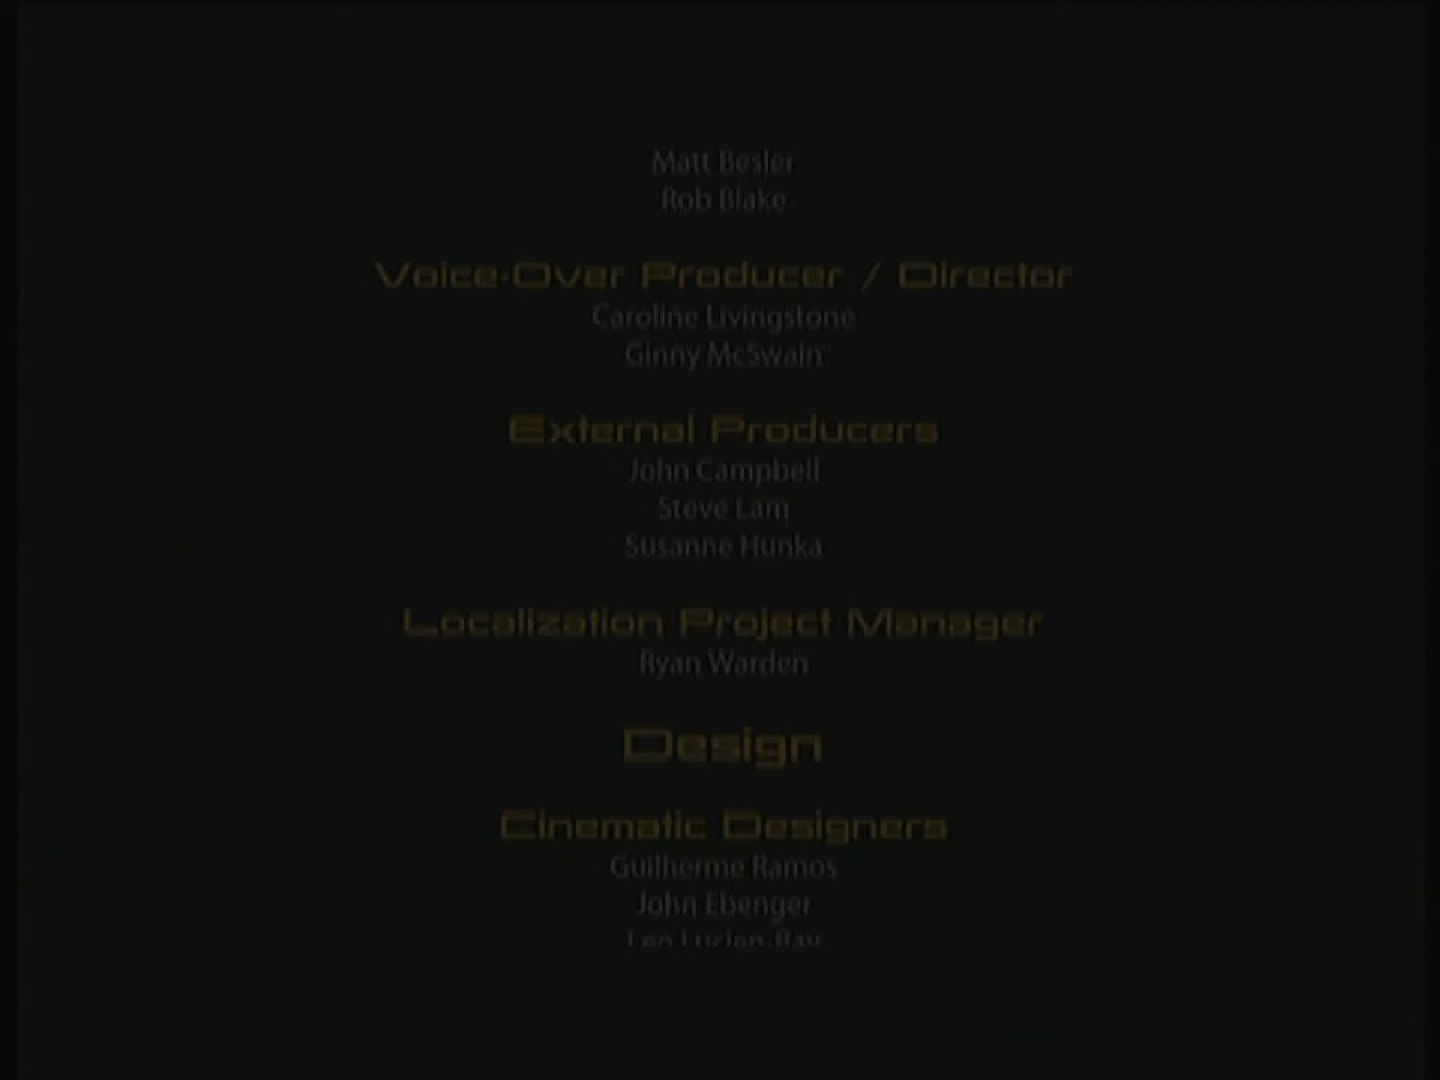 Matt Besler
Rob Blake
Voice-Over Producer / Director
Caroline Livingstone
Ginny McSwain
External Producers
John Campbell
Steve Lam
Susanne Hunka
Localization Project Manager
Ryan Warden
Design
Cinematic Designers
Guilherme Ramos
John Ebenger